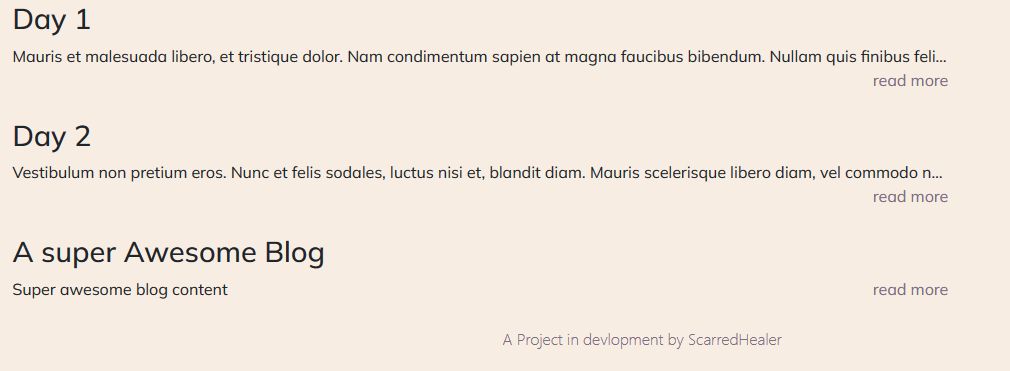 Day 1
Mauris et malesuada libero, et tristique dolor. Nam condimentum sapien at magna faucibus bibendum. Nullam quis finibus feli...
read more
Day 2
Vestibulum non pretium eros. Nunc et felis sodales, luctus nisi et, blandit diam. Mauris scelerisque libero diam, vel commodo n...
read more
A super Awesome Blog
Super awesome blog content read more
A Project in devlopment by ScarredHealer